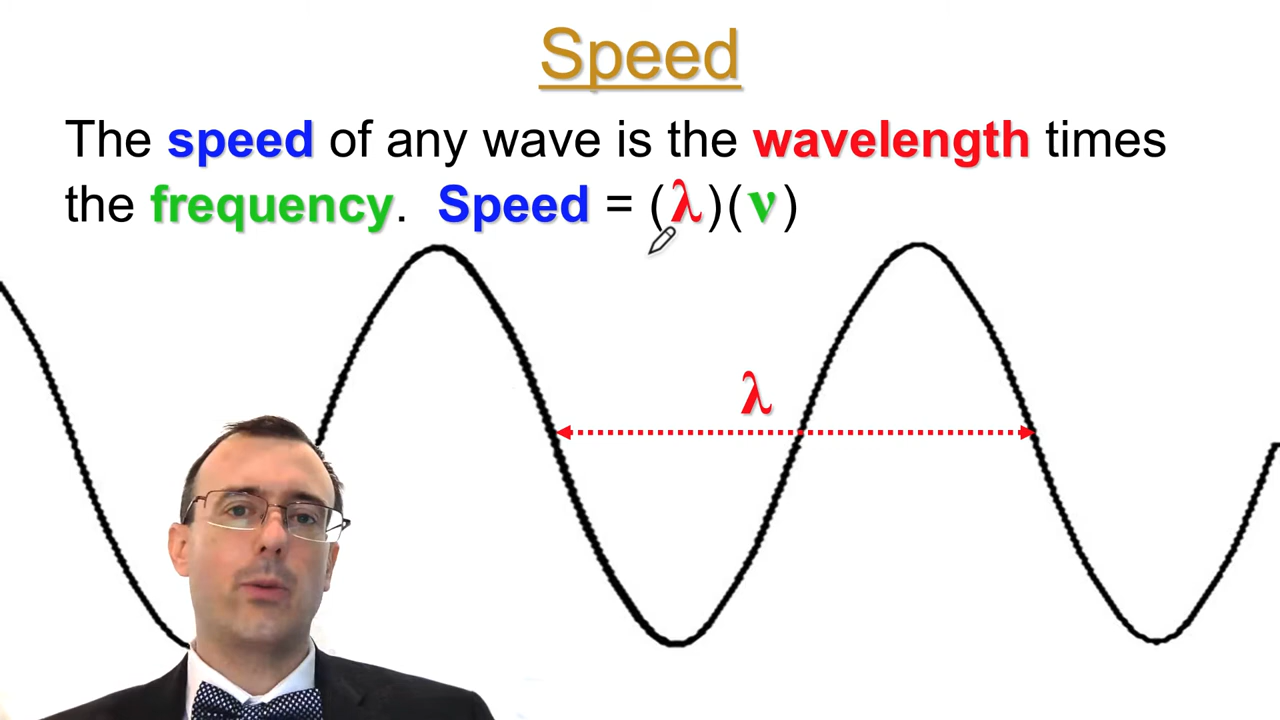 Speed
The speed of any wave is the wavelength times
the frequency. Speed = (λ)(ν)
λ